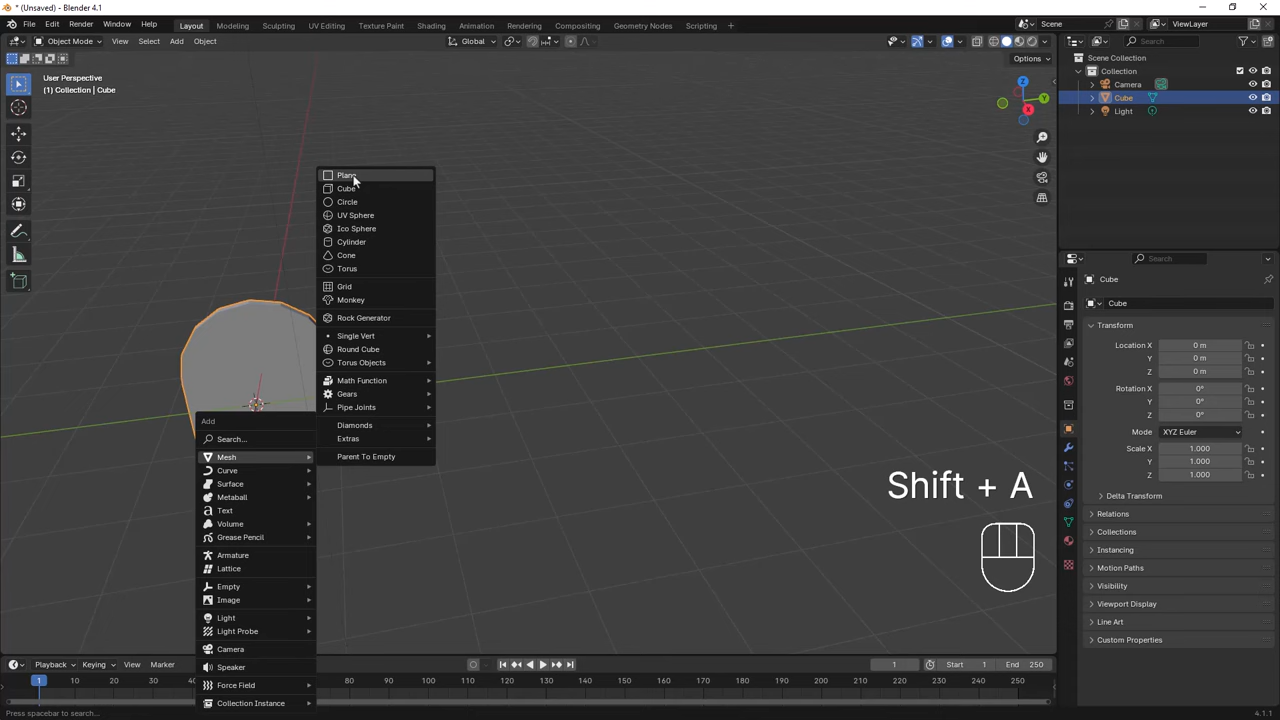 * (Unsaved) - Blender 4.1
File Edit Render Window Help Layout Modeling Sculpting UV Editing Texture Paint Shading Animation Rendering Compositing Geometry Nodes Scripting + Scene ViewLayer
Object Mode View Select Add Object Global Search
Options
Scene Collection
Collection
Camera
Cube
Light
User Perspective
(1) Collection | Cube
Z
Y
X
Plane
Cube
Circle
UV Sphere
Ico Sphere
Cylinder
Cone
Torus
Grid
Monkey
Rock Generator
Single Vert
Round Cube
Torus Objects
Math Function
Gears
Pipe Joints
Diamonds
Extras
Parent To Empty
Add
Search...
Mesh
Curve
Surface
Metaball
Text
Volume
Grease Pencil
Armature
Lattice
Empty
Image
Light
Light Probe
Camera
Speaker
Force Field
Collection Instance
Shift + A
Search
Cube
Cube
Transform
Location X 0 m
Y 0 m
Z 0 m
Rotation X 0°
Y 0°
Z 0°
Mode XYZ Euler
Scale X 1.000
Y 1.000
Z 1.000
Delta Transform
Relations
Collections
Instancing
Motion Paths
Visibility
Viewport Display
Line Art
Custom Properties
Playback Keying View Marker 1 Start 1 End 250
1 20 30 40 80 90 100 110 120 130 140 150 160 170 180 190 200 210 220 230 240 250
Press spacebar to search... 4.1.1